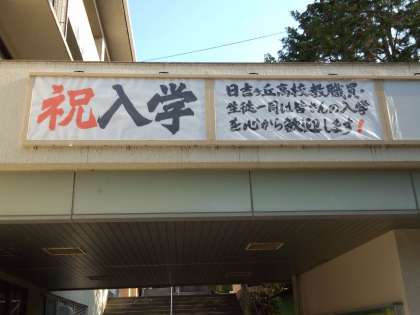 祝入学
日吉ヶ丘高校教職員・
生徒一同は皆さんの入学
を心から歓迎します!